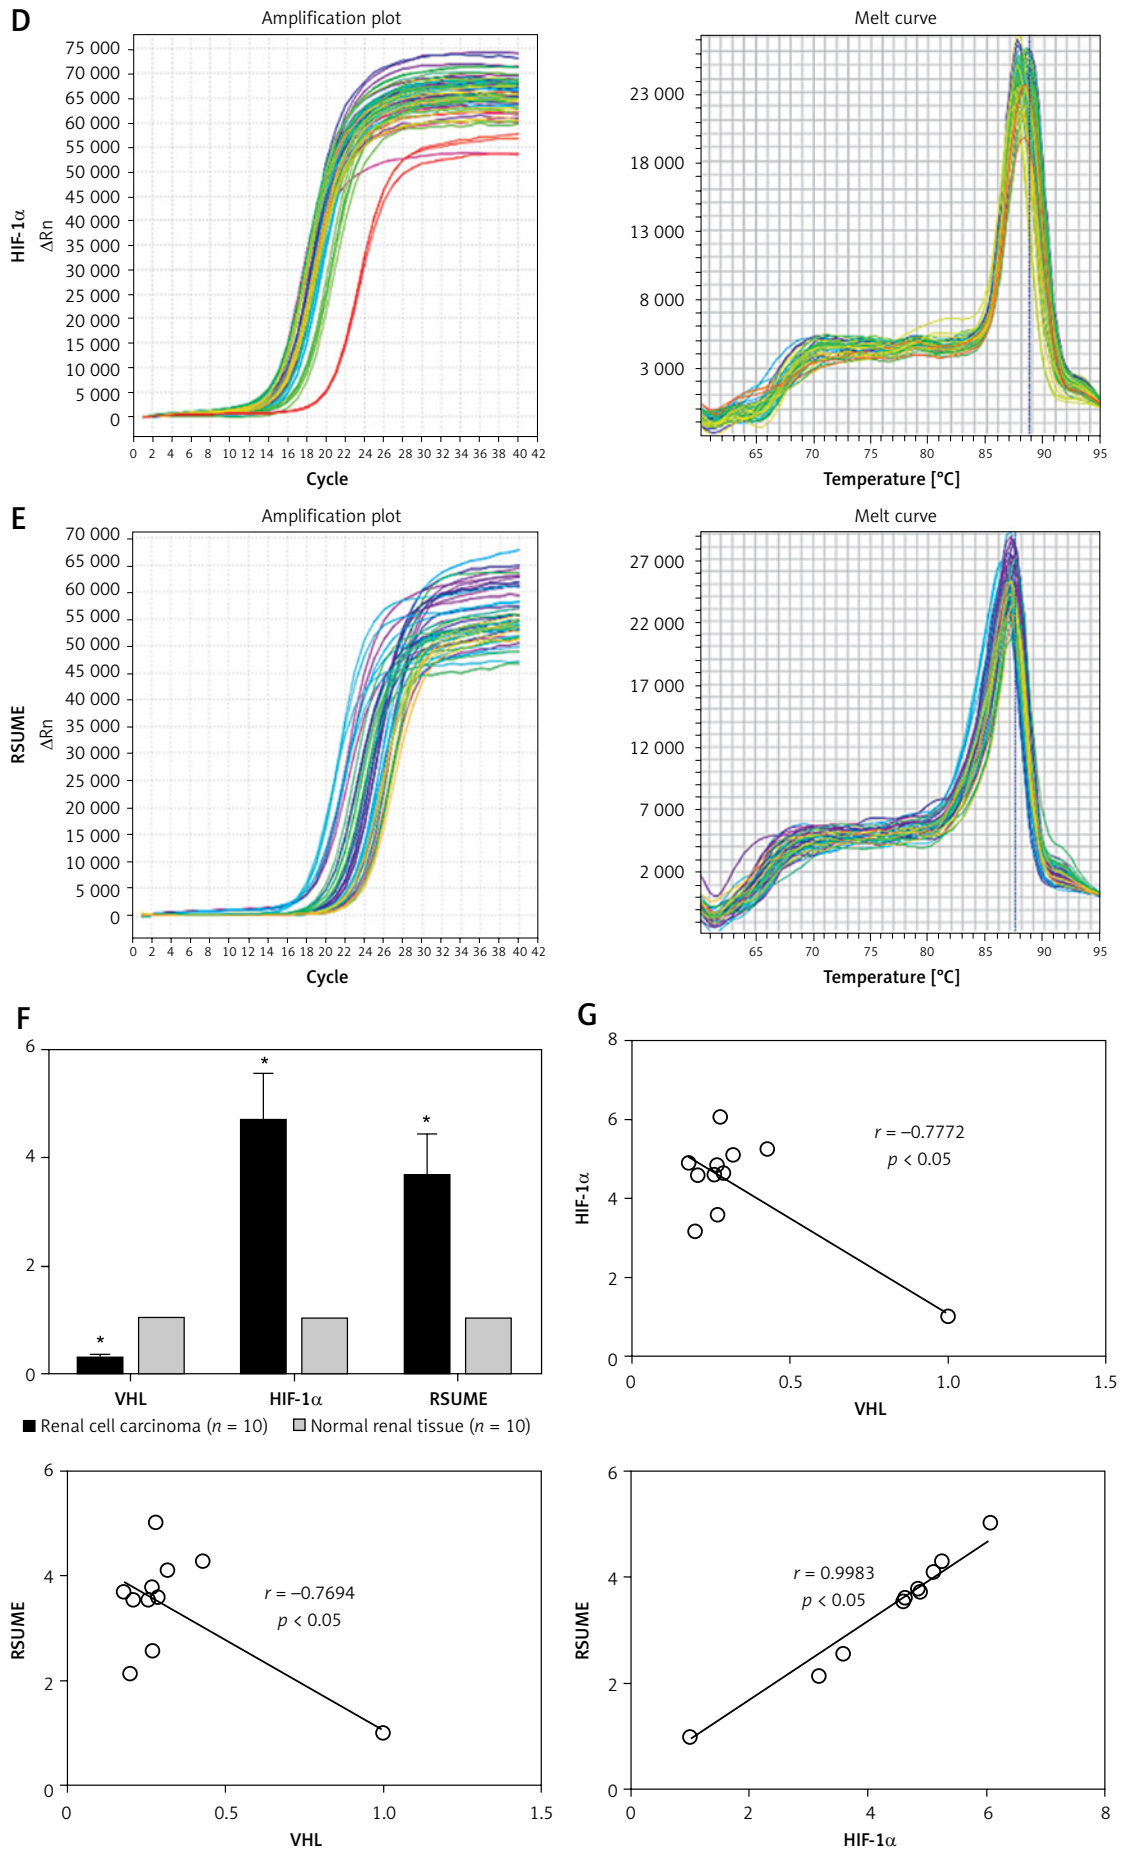 D
Amplification plot
Melt curve
HIF-1α
ΔRn
75 000
70 000
65 000
60 000
55 000
50 000
45 000
40 000
35 000
30 000
25 000
20 000
15 000
10 000
5 000
0
0 2 4 6 8 10 12 14 16 18 20 22 24 26 28 30 32 34 36 38 40 42
Cycle
23 000
18 000
13 000
8 000
3 000
65 70 75 80 85 90 95
Temperature [°C]
E
Amplification plot
Melt curve
RSUME
ΔRn
70 000
65 000
60 000
55 000
50 000
45 000
40 000
35 000
30 000
25 000
20 000
15 000
10 000
5 000
0
0 2 4 6 8 10 12 14 16 18 20 22 24 26 28 30 32 34 36 38 40 42
Cycle
27 000
22 000
17 000
12 000
7 000
2 000
65 70 75 80 85 90 95
Temperature [°C]
F
6
4
2
0
*
*
*
VHL HIF-1α RSUME
Renal cell carcinoma (n = 10) Normal renal tissue (n = 10)
G
HIF-1α
8
6
4
2
0
r = –0.7772
p < 0.05
0 0.5 1.0 1.5
VHL
RSUME
6
4
2
0
r = –0.7694
p < 0.05
0 0.5 1.0 1.5
VHL
RSUME
6
4
2
0
r = 0.9983
p < 0.05
0 2 4 6 8
HIF-1α